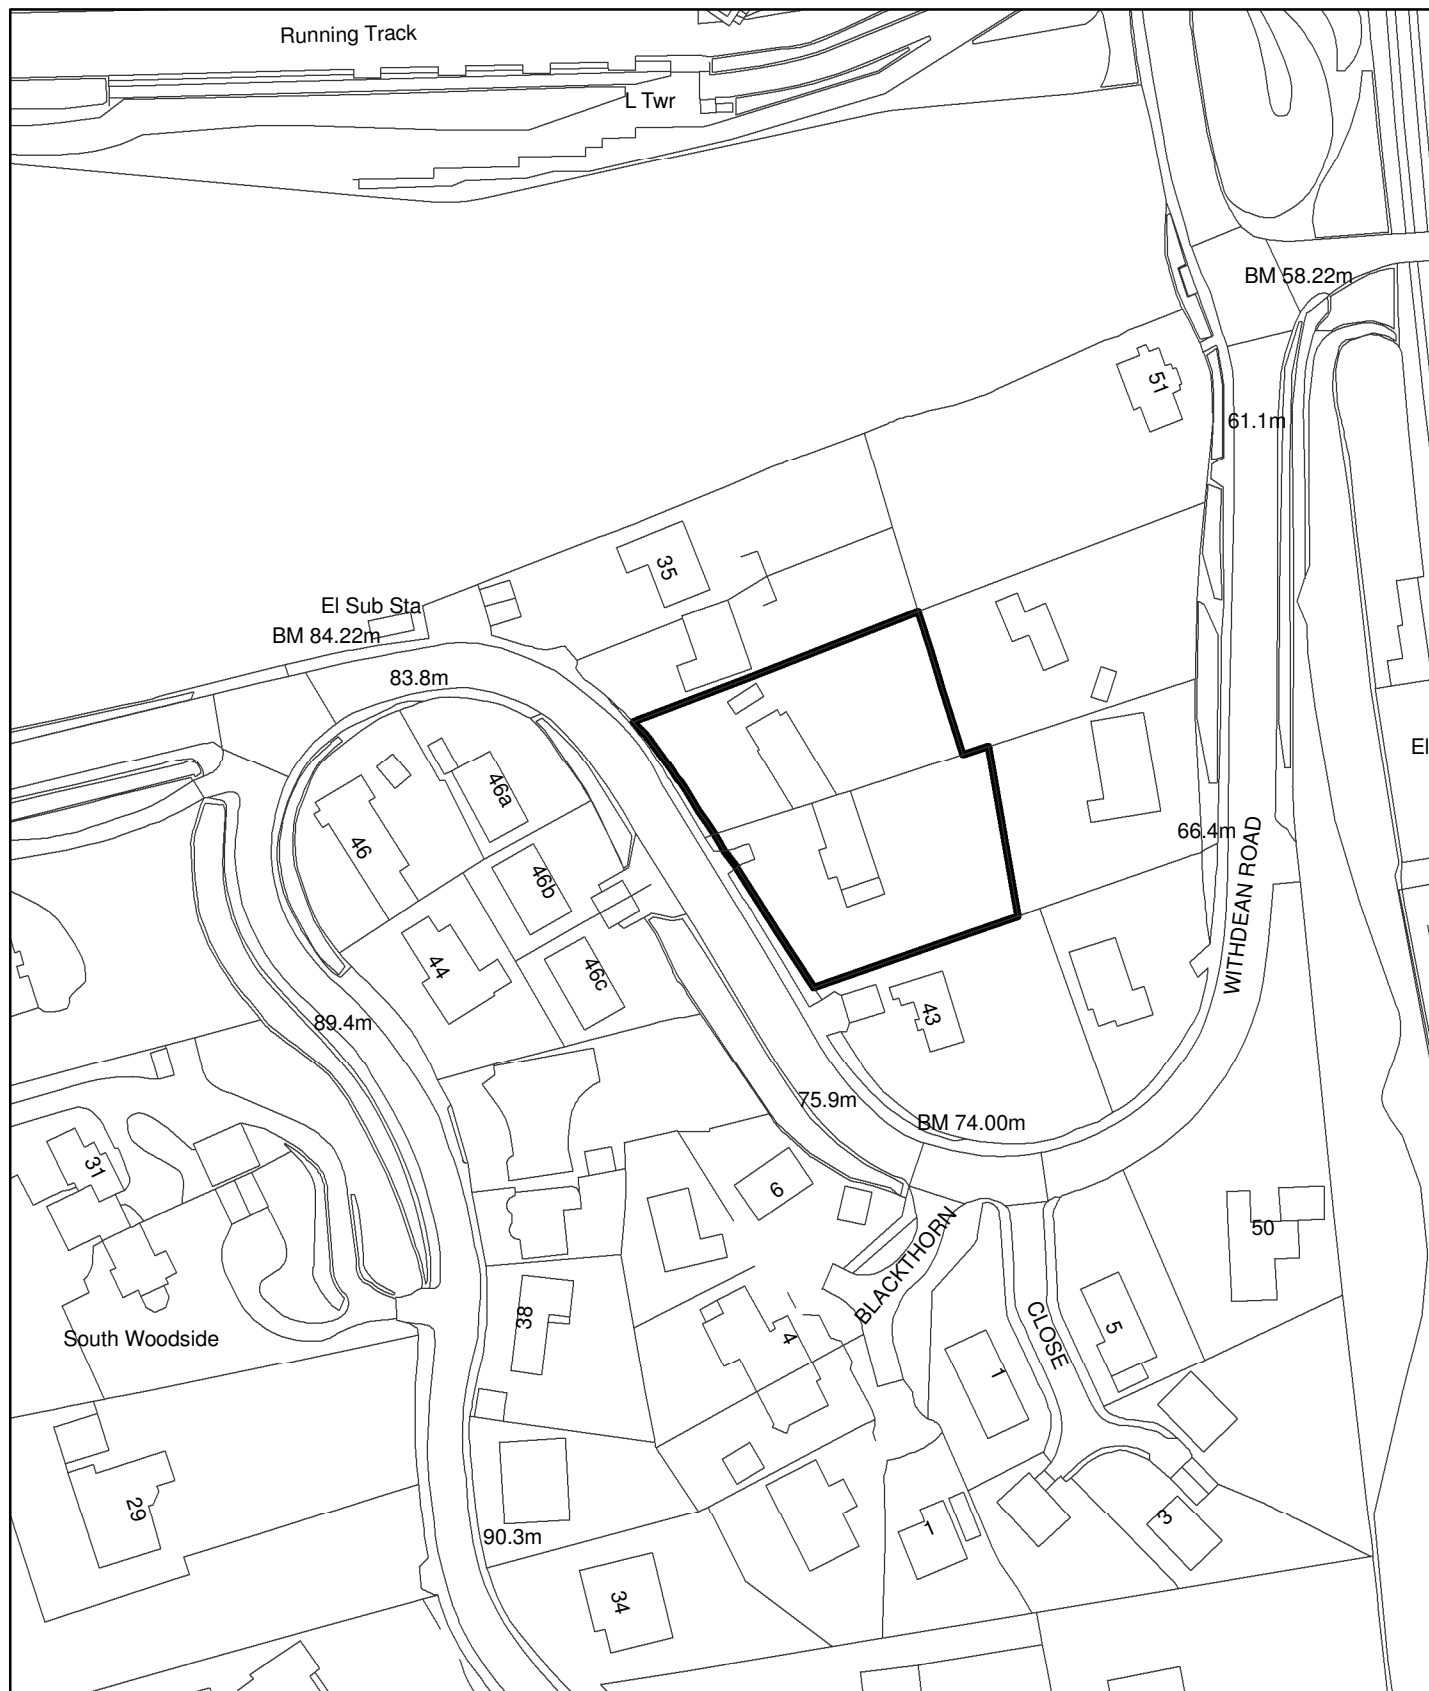 Running Track
L Twr
BM 58.22m
51
61.1m
35
El Sub Sta
BM 84.22m
83.8m
El
46a
46
46b
66.4m
WITHDEAN ROAD
44
46c
43
89.4m
75.9m
BM 74.00m
31
6
50
BLACKTHORN
CLOSE
38
4
5
South Woodside
1
29
1
3
90.3m
34